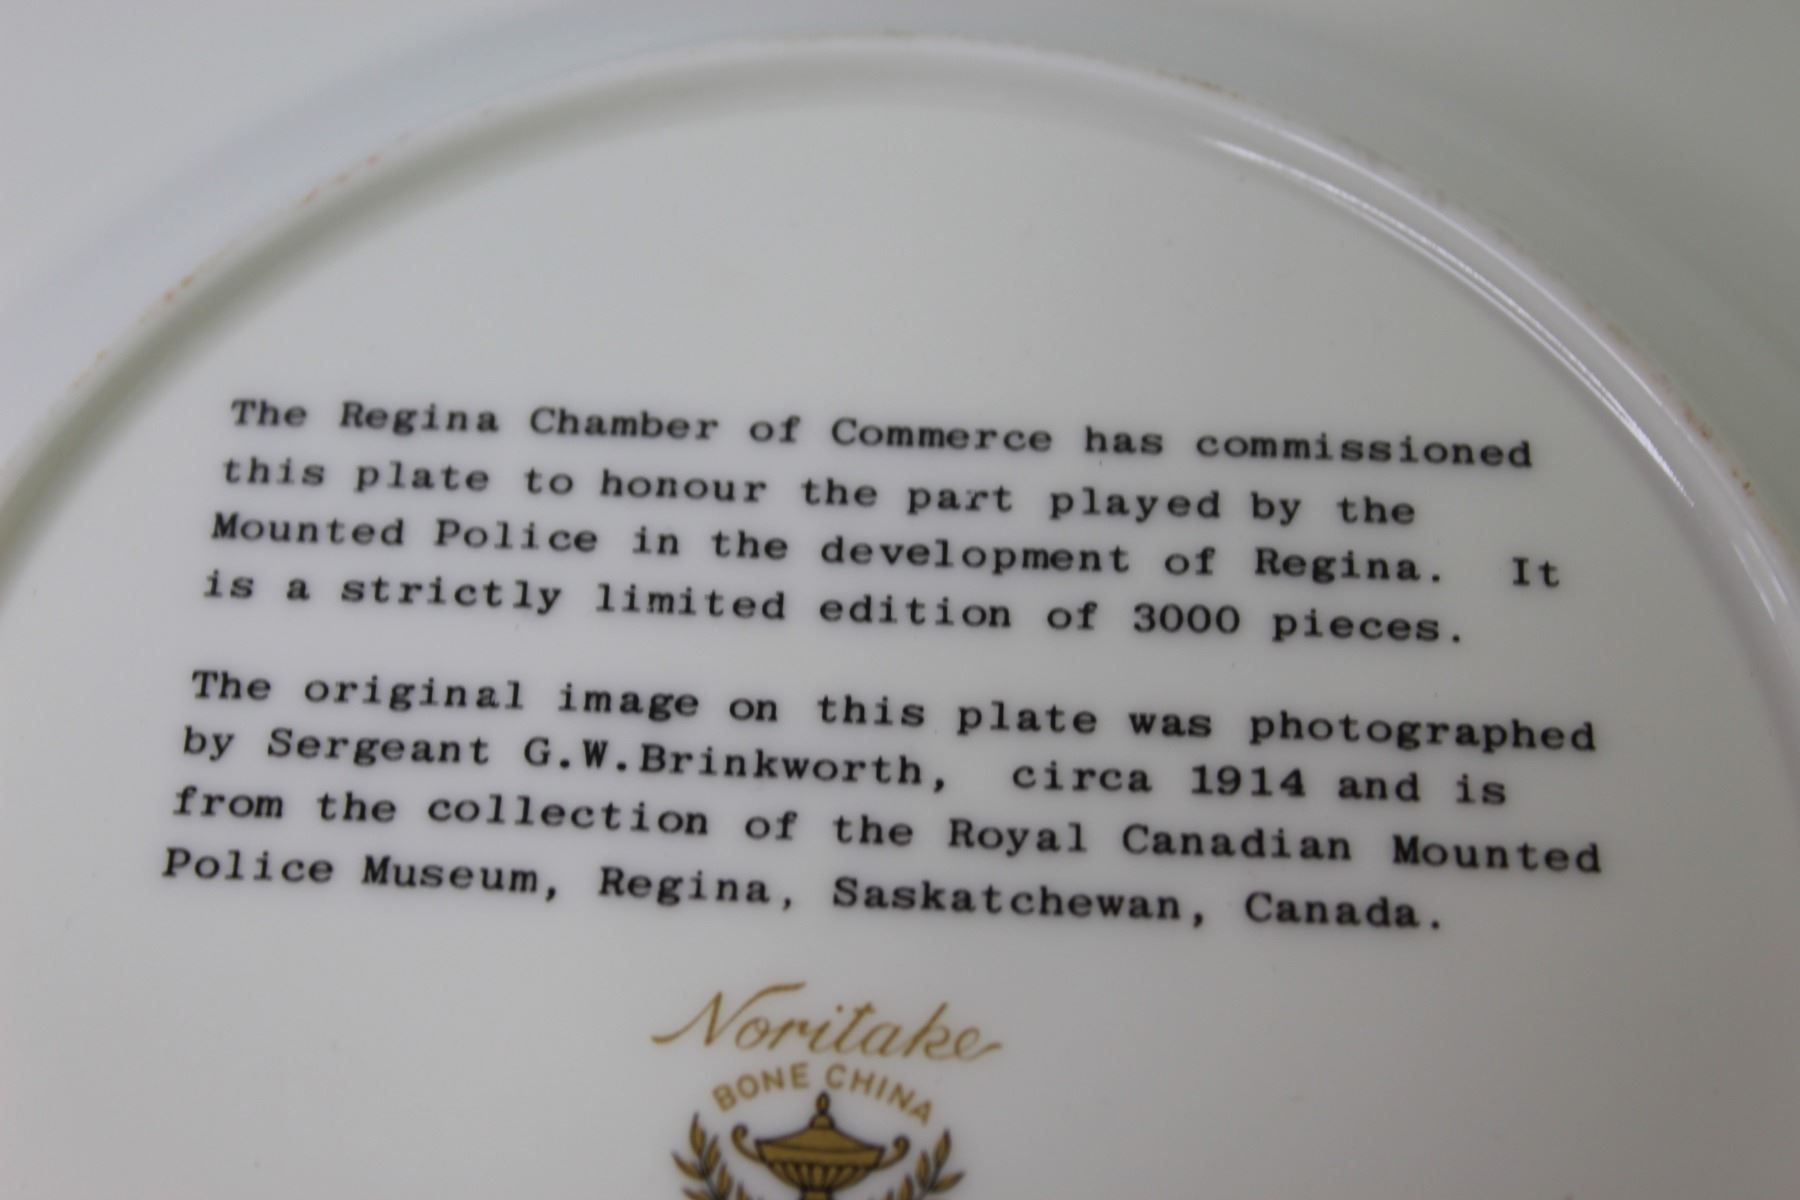 The Regina Chamber of Commerce has commissioned
this plate to honour the part played by the
Mounted Police in the development of Regina.  It
is a strictly limited edition of 3000 pieces.
The original image on this plate was photographed
by Sergeant G.W.Brinkworth,  circa 1914 and is
from the collection of the Royal Canadian Mounted
Police Museum, Regina, Saskatchewan, Canada.
Noritake
BONE CHINA